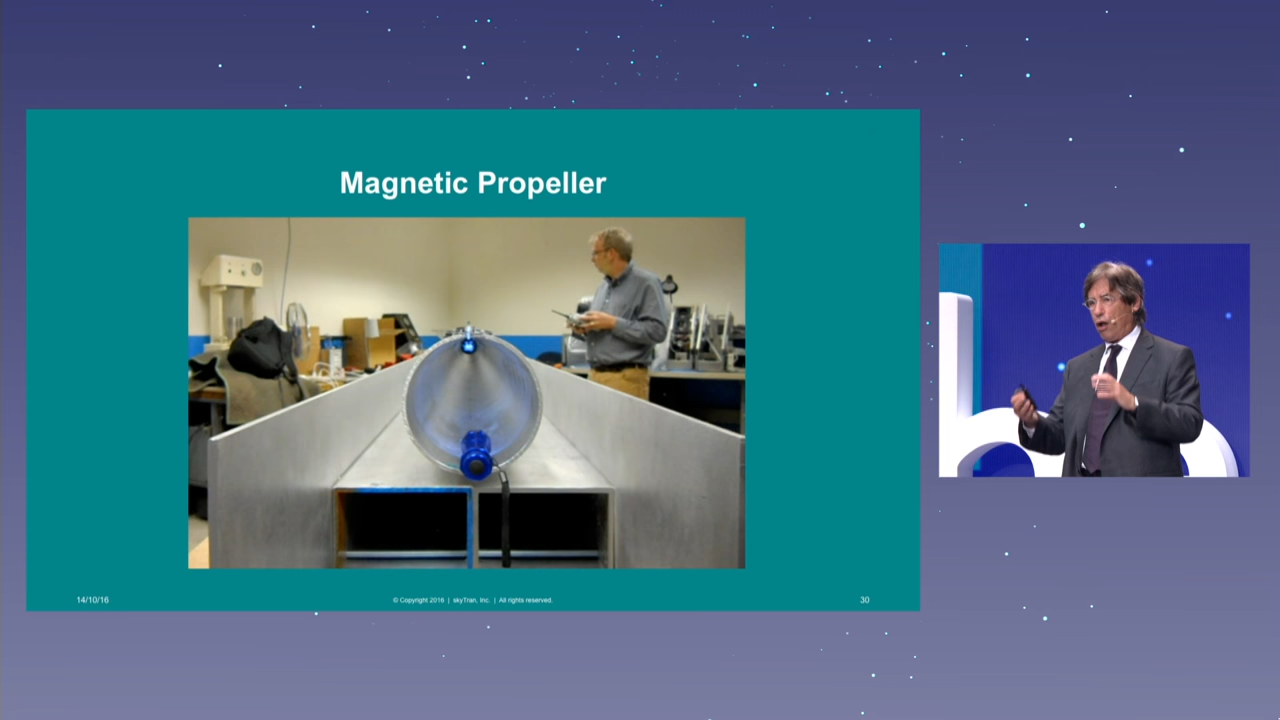 Magnetic Propeller
14/10/16
© Copyright 2016 | skyTran, Inc. | All rights reserved.
30